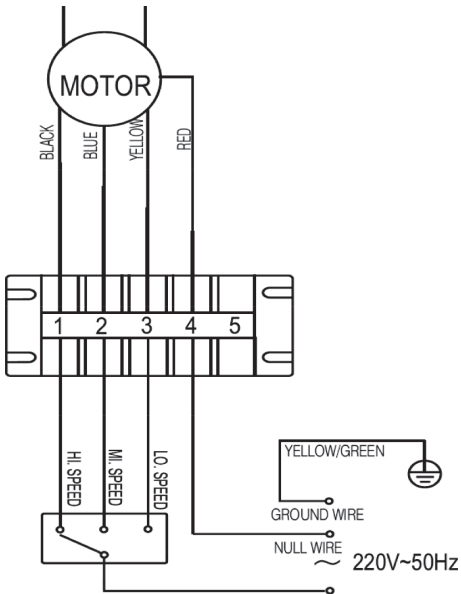 MOTOR
BLACK
BLUE
YELLOW
RED
1 2 3 4 5
HI. SPEED
MI. SPEED
LO. SPEED
YELLOW/GREEN
GROUND WIRE
NULL WIRE
~ 220V~50Hz